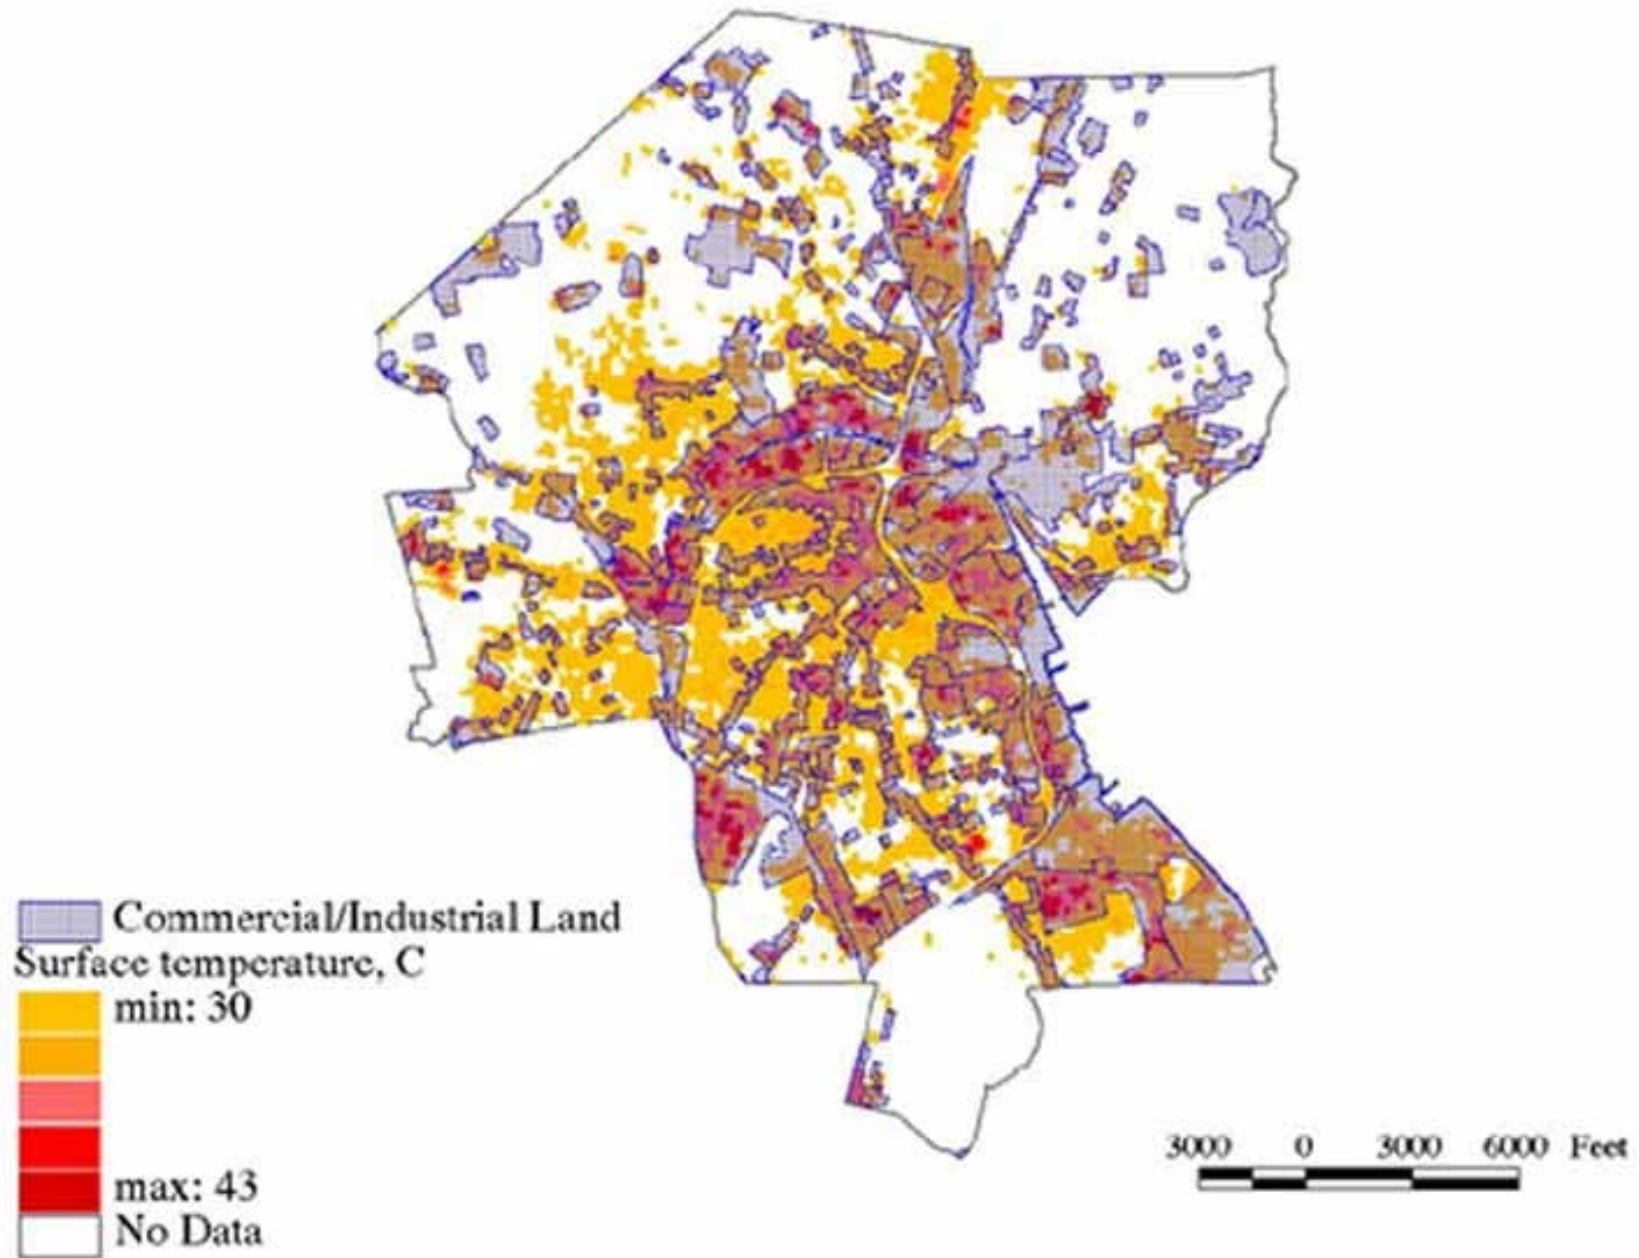 Commercial/Industrial Land
Surface temperature, C
min: 30
max: 43
No Data
3000 0 3000 6000 Feet